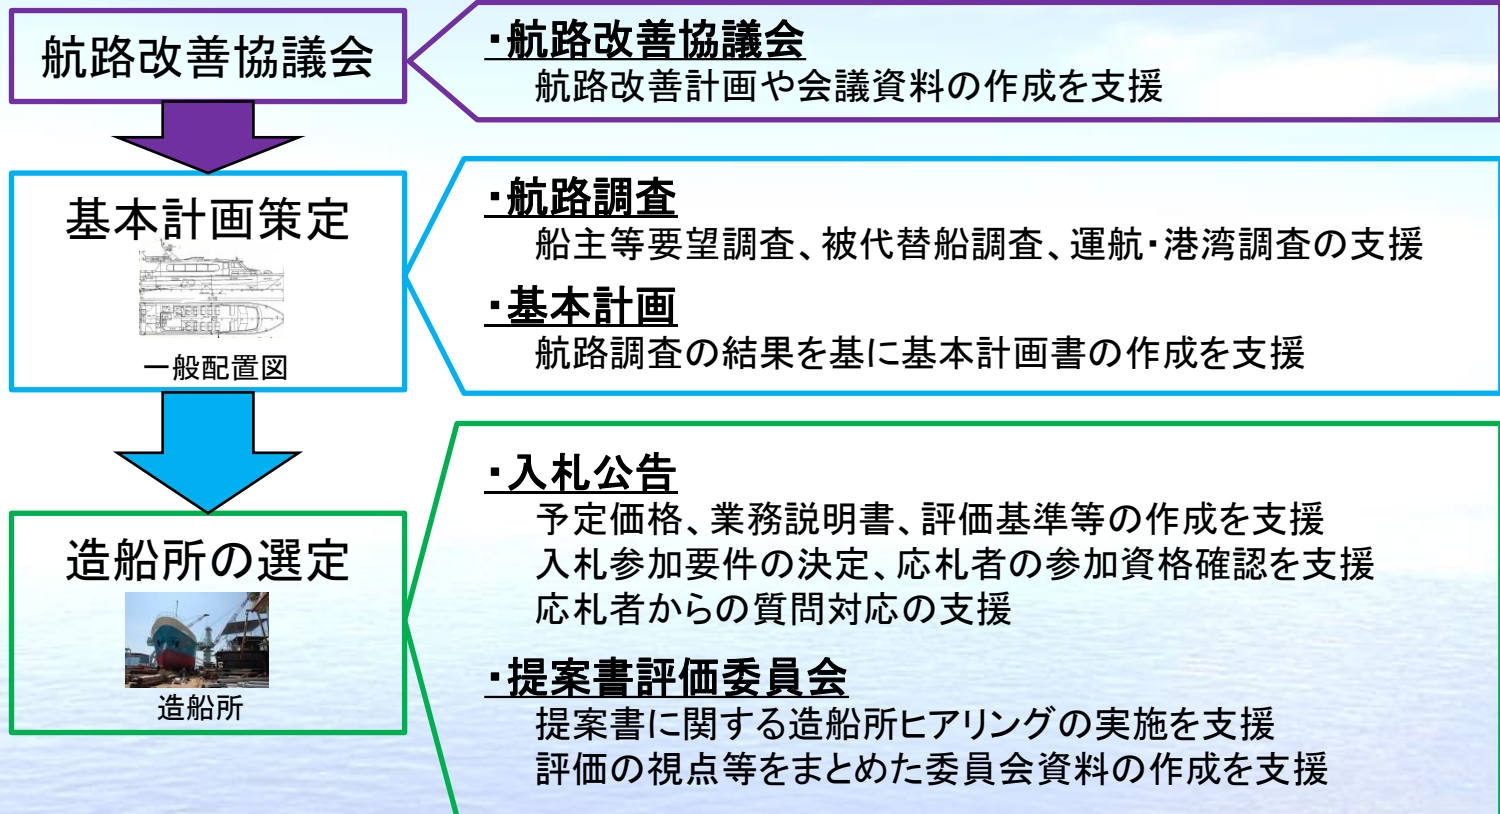 航路改善協議会
・航路改善協議会
航路改善計画や会議資料の作成を支援
基本計画策定
一般配置図
・航路調査
船主等要望調査、被代替船調査、運航・港湾調査の支援
・基本計画
航路調査の結果を基に基本計画書の作成を支援
造船所の選定
造船所
・入札公告
予定価格、業務説明書、評価基準等の作成を支援
入札参加要件の決定、応札者の参加資格確認を支援
応札者からの質問対応の支援
・提案書評価委員会
提案書に関する造船所ヒアリングの実施を支援
評価の視点等をまとめた委員会資料の作成を支援